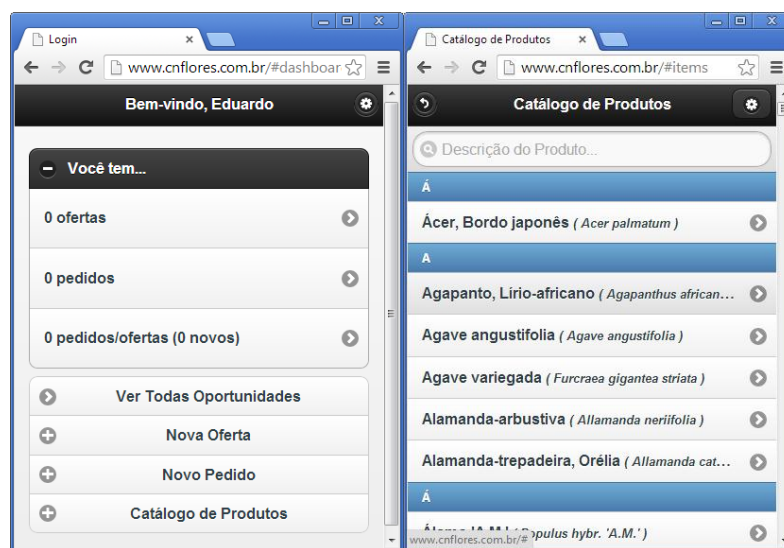 Login
www.cnflores.com.br/#dashboar
Bem-vindo, Eduardo
Você tem...
0 ofertas
0 pedidos
0 pedidos/ofertas (0 novos)
Ver Todas Oportunidades
Nova Oferta
Novo Pedido
Catálogo de Produtos
Catálogo de Produtos
www.cnflores.com.br/#items
Catálogo de Produtos
Descrição do Produto...
Á
Ácer, Bordo japonês ( Acer palmatum )
A
Agapanto, Lírio-africano ( Agapanthus african...
Agave angustifolia ( Agave angustifolia )
Agave variegada ( Furcraea gigantea striata )
Alamanda-arbustiva ( Allamanda neriifolia )
Alamanda-trepadeira, Orélia ( Allamanda cat...
Á
Álamo 'A.M.' ( Populus hybr. 'A.M.' )
www.cnflores.com.br/#